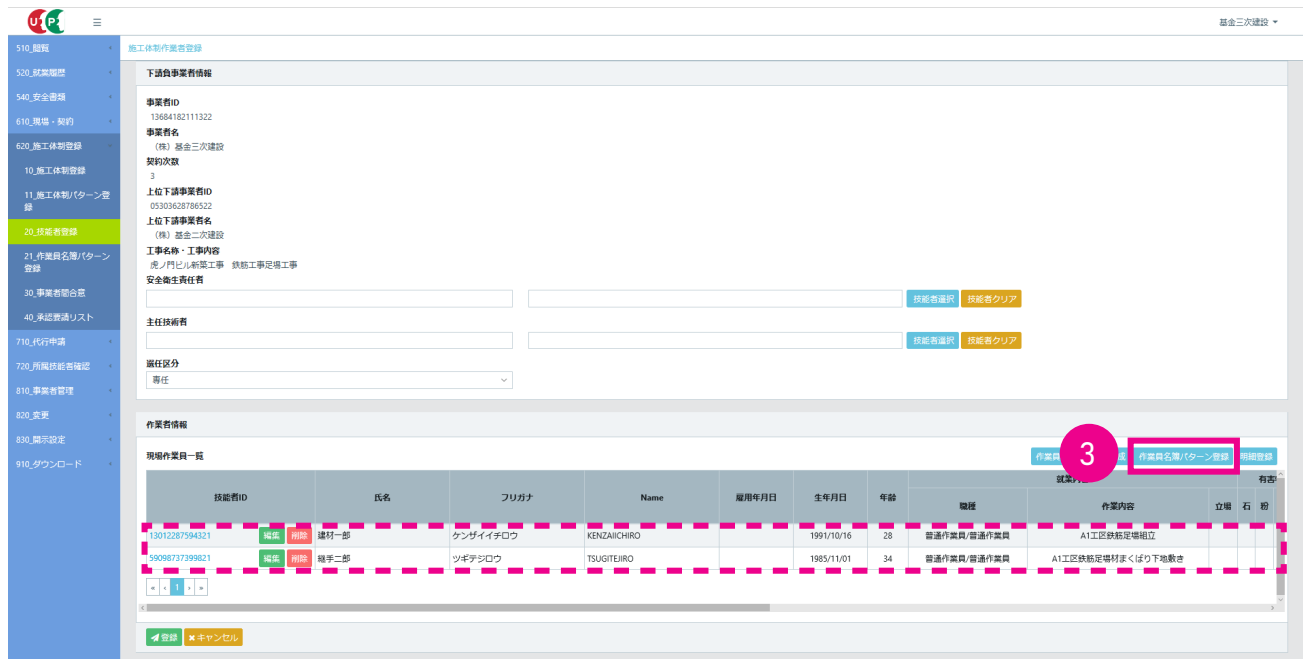 基金三次建設
510_閲覧
520_就業履歴
540_安全書類
610_現場・契約
620_施工体制登録
10_施工体制登録
11_施工体制パターン登
録
20_技能者登録
21_作業員名簿パターン
登録
30_事業者間合意
40_承認要請リスト
710_代行申請
720_所属技能者確認
810_事業者管理
820_変更
830_開示設定
910_ダウンロード
施工体制作業者登録
下請負事業者情報
事業者ID
13684182111322
事業者名
（株）基金三次建設
契約次数
3
上位下請事業者ID
05303628786522
上位下請事業者名
（株）基金二次建設
工事名称・工事内容
虎ノ門ビル新築工事　鉄筋工事足場工事
安全衛生責任者
技能者選択 技能者クリア
主任技術者
技能者選択 技能者クリア
選任区分
専任
作業者情報
現場作業員一覧
作業員 3 作業員名簿パターン登録 明細登録
技能者ID 氏名 フリガナ Name 雇用年月日 生年月日 年齢 職種 作業内容 立場 石 粉
13012287594321 編集 削除 建材一郎 ケンザイイチロウ KENZAIICHIRO 1991/10/16 28 普通作業員/普通作業員 A1工区鉄筋足場組立
59098737399821 編集 削除 継手二郎 ツギテジロウ TSUGITEJIRO 1985/11/01 34 普通作業員/普通作業員 A1工区鉄筋足場材まくばり下地敷き
« ‹ 1 › »
登録 キャンセル